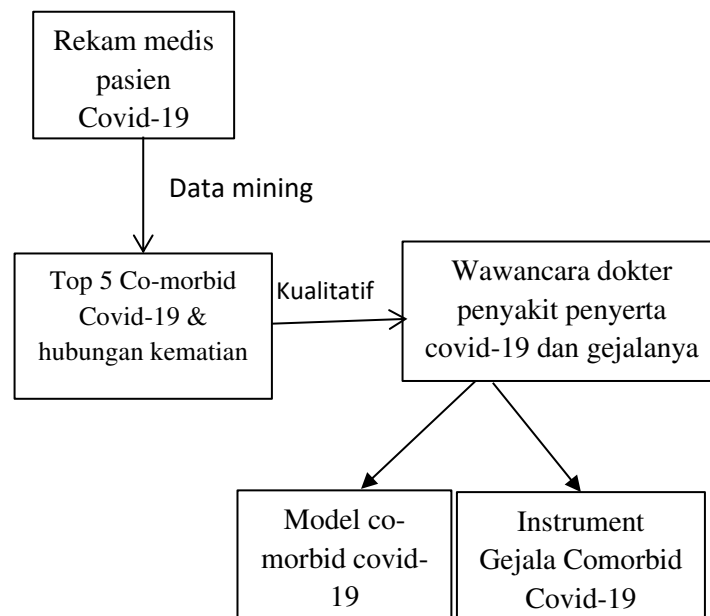 Rekam medis
pasien
Covid-19
Data mining
Top 5 Co-morbid
Covid-19 &
hubungan kematian
Kualitatif
Wawancara dokter
penyakit penyerta
covid-19 dan gejalanya
Model co-
morbid covid-
19
Instrument
Gejala Comorbid
Covid-19